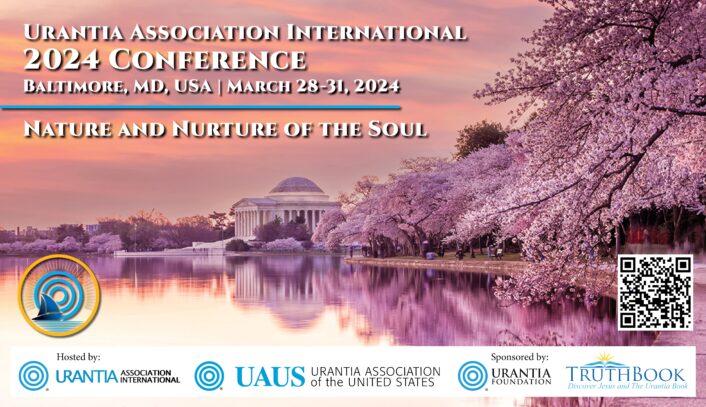 URANTIA ASSOCIATION INTERNATIONAL
2024 CONFERENCE
BALTIMORE, MD, USA | MARCH 28-31, 2024
NATURE AND NURTURE OF THE SOUL
Hosted by:
URANTIA ASSOCIATION INTERNATIONAL
UAUS URANTIA ASSOCIATION of the UNITED STATES
Sponsored by:
URANTIA FOUNDATION
TRUTHBOOK
Discover Jesus and The Urantia Book